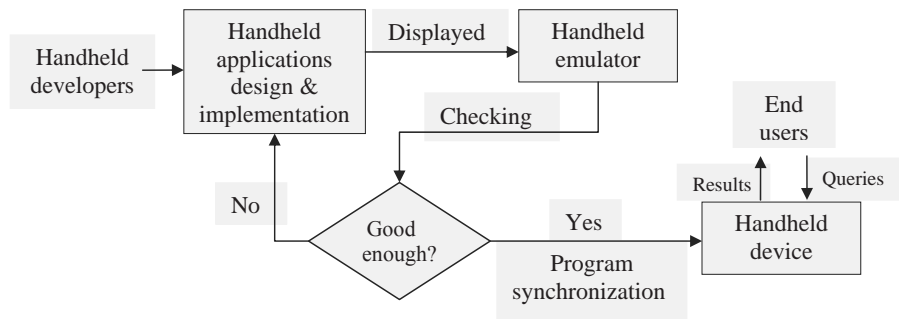 Handheld
developers
Handheld
applications
design &
implementation
Displayed
Handheld
emulator
Checking
End
users
Results
Queries
No
Good
enough?
Yes
Program
synchronization
Handheld
device